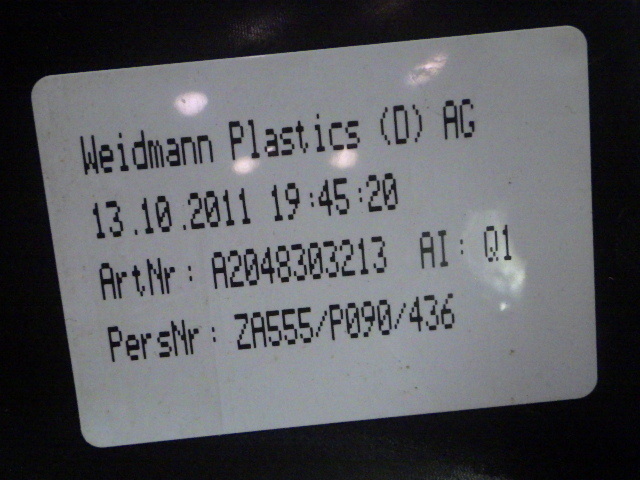 Weidmann Plastics (D) AG
13.10.2011 19:45:20
ArtNr: A2048303213 AI: Q1
PersNr: ZA555/P090/436